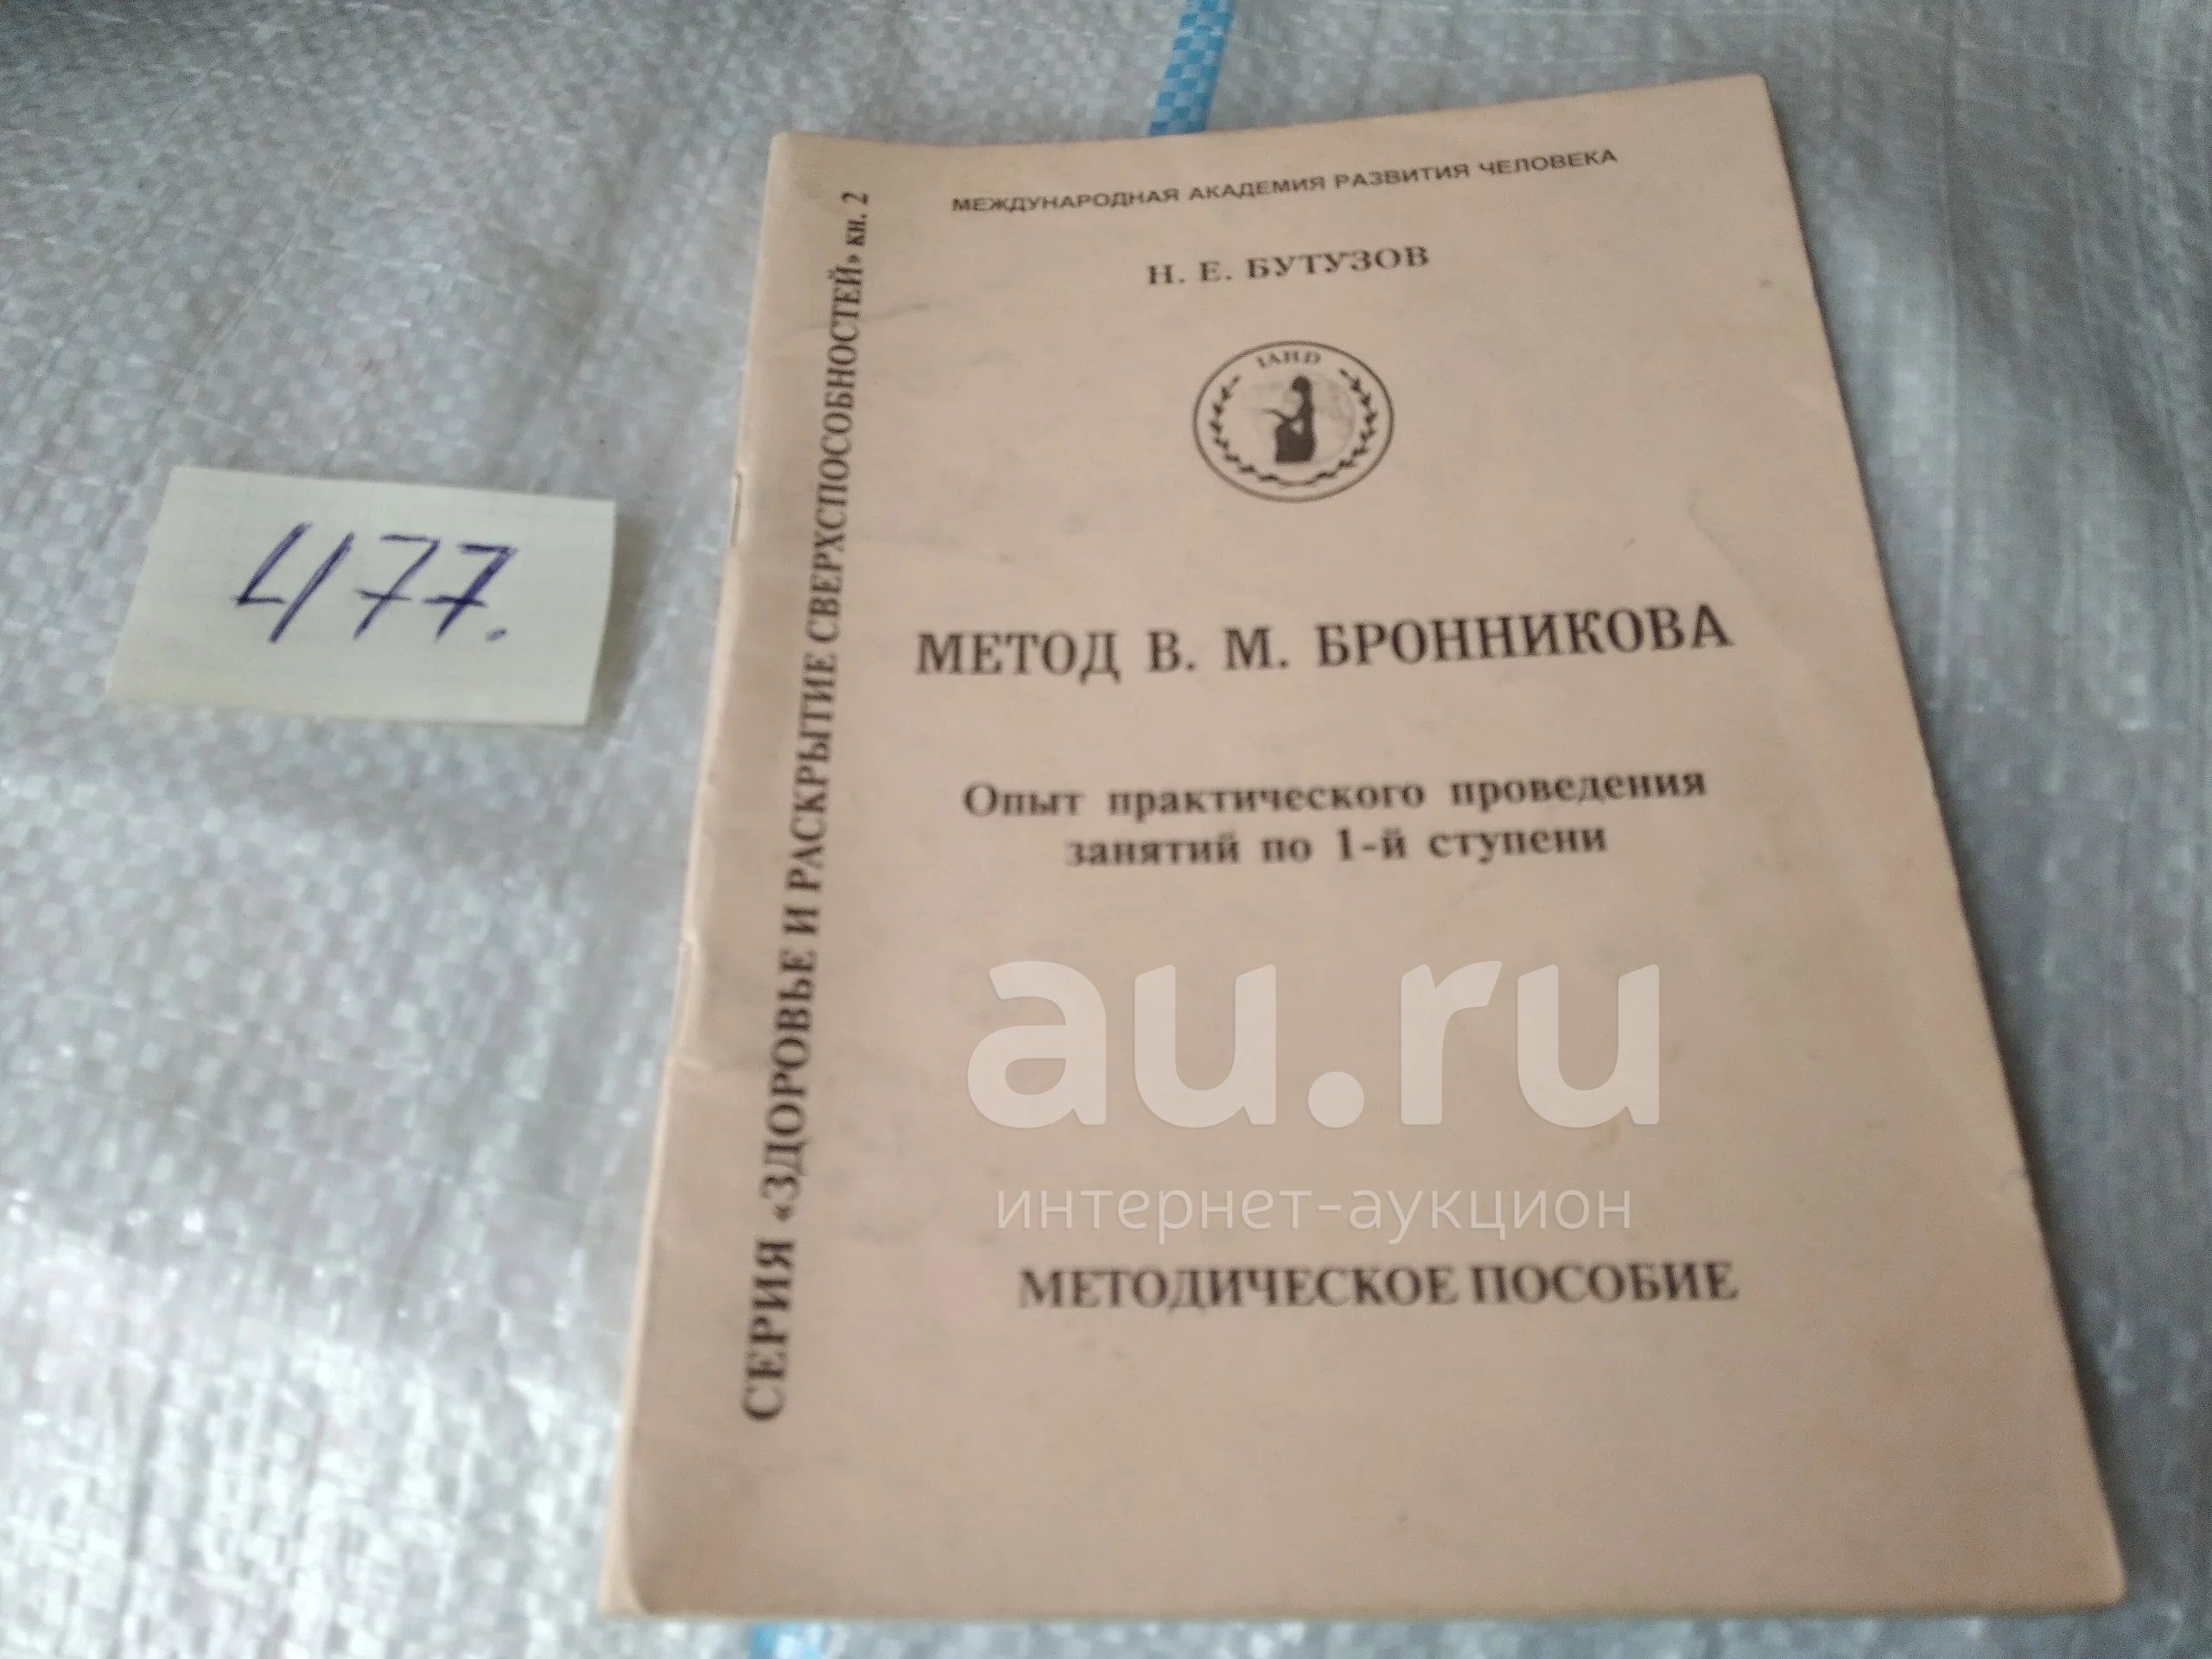 МЕЖДУНАРОДНАЯ АКАДЕМИЯ РАЗВИТИЯ ЧЕЛОВЕКА
Н. Е. БУТУЗОВ
IAHD
МЕТОД В. М. БРОННИКОВА
Опыт практического проведения
занятий по 1-й ступени
au.ru
интернет-аукцион
МЕТОДИЧЕСКОЕ ПОСОБИЕ
СЕРИЯ «ЗДОРОВЬЕ И РАСКРЫТИЕ СВЕРХСПОСОБНОСТЕЙ» кн. 2
477.